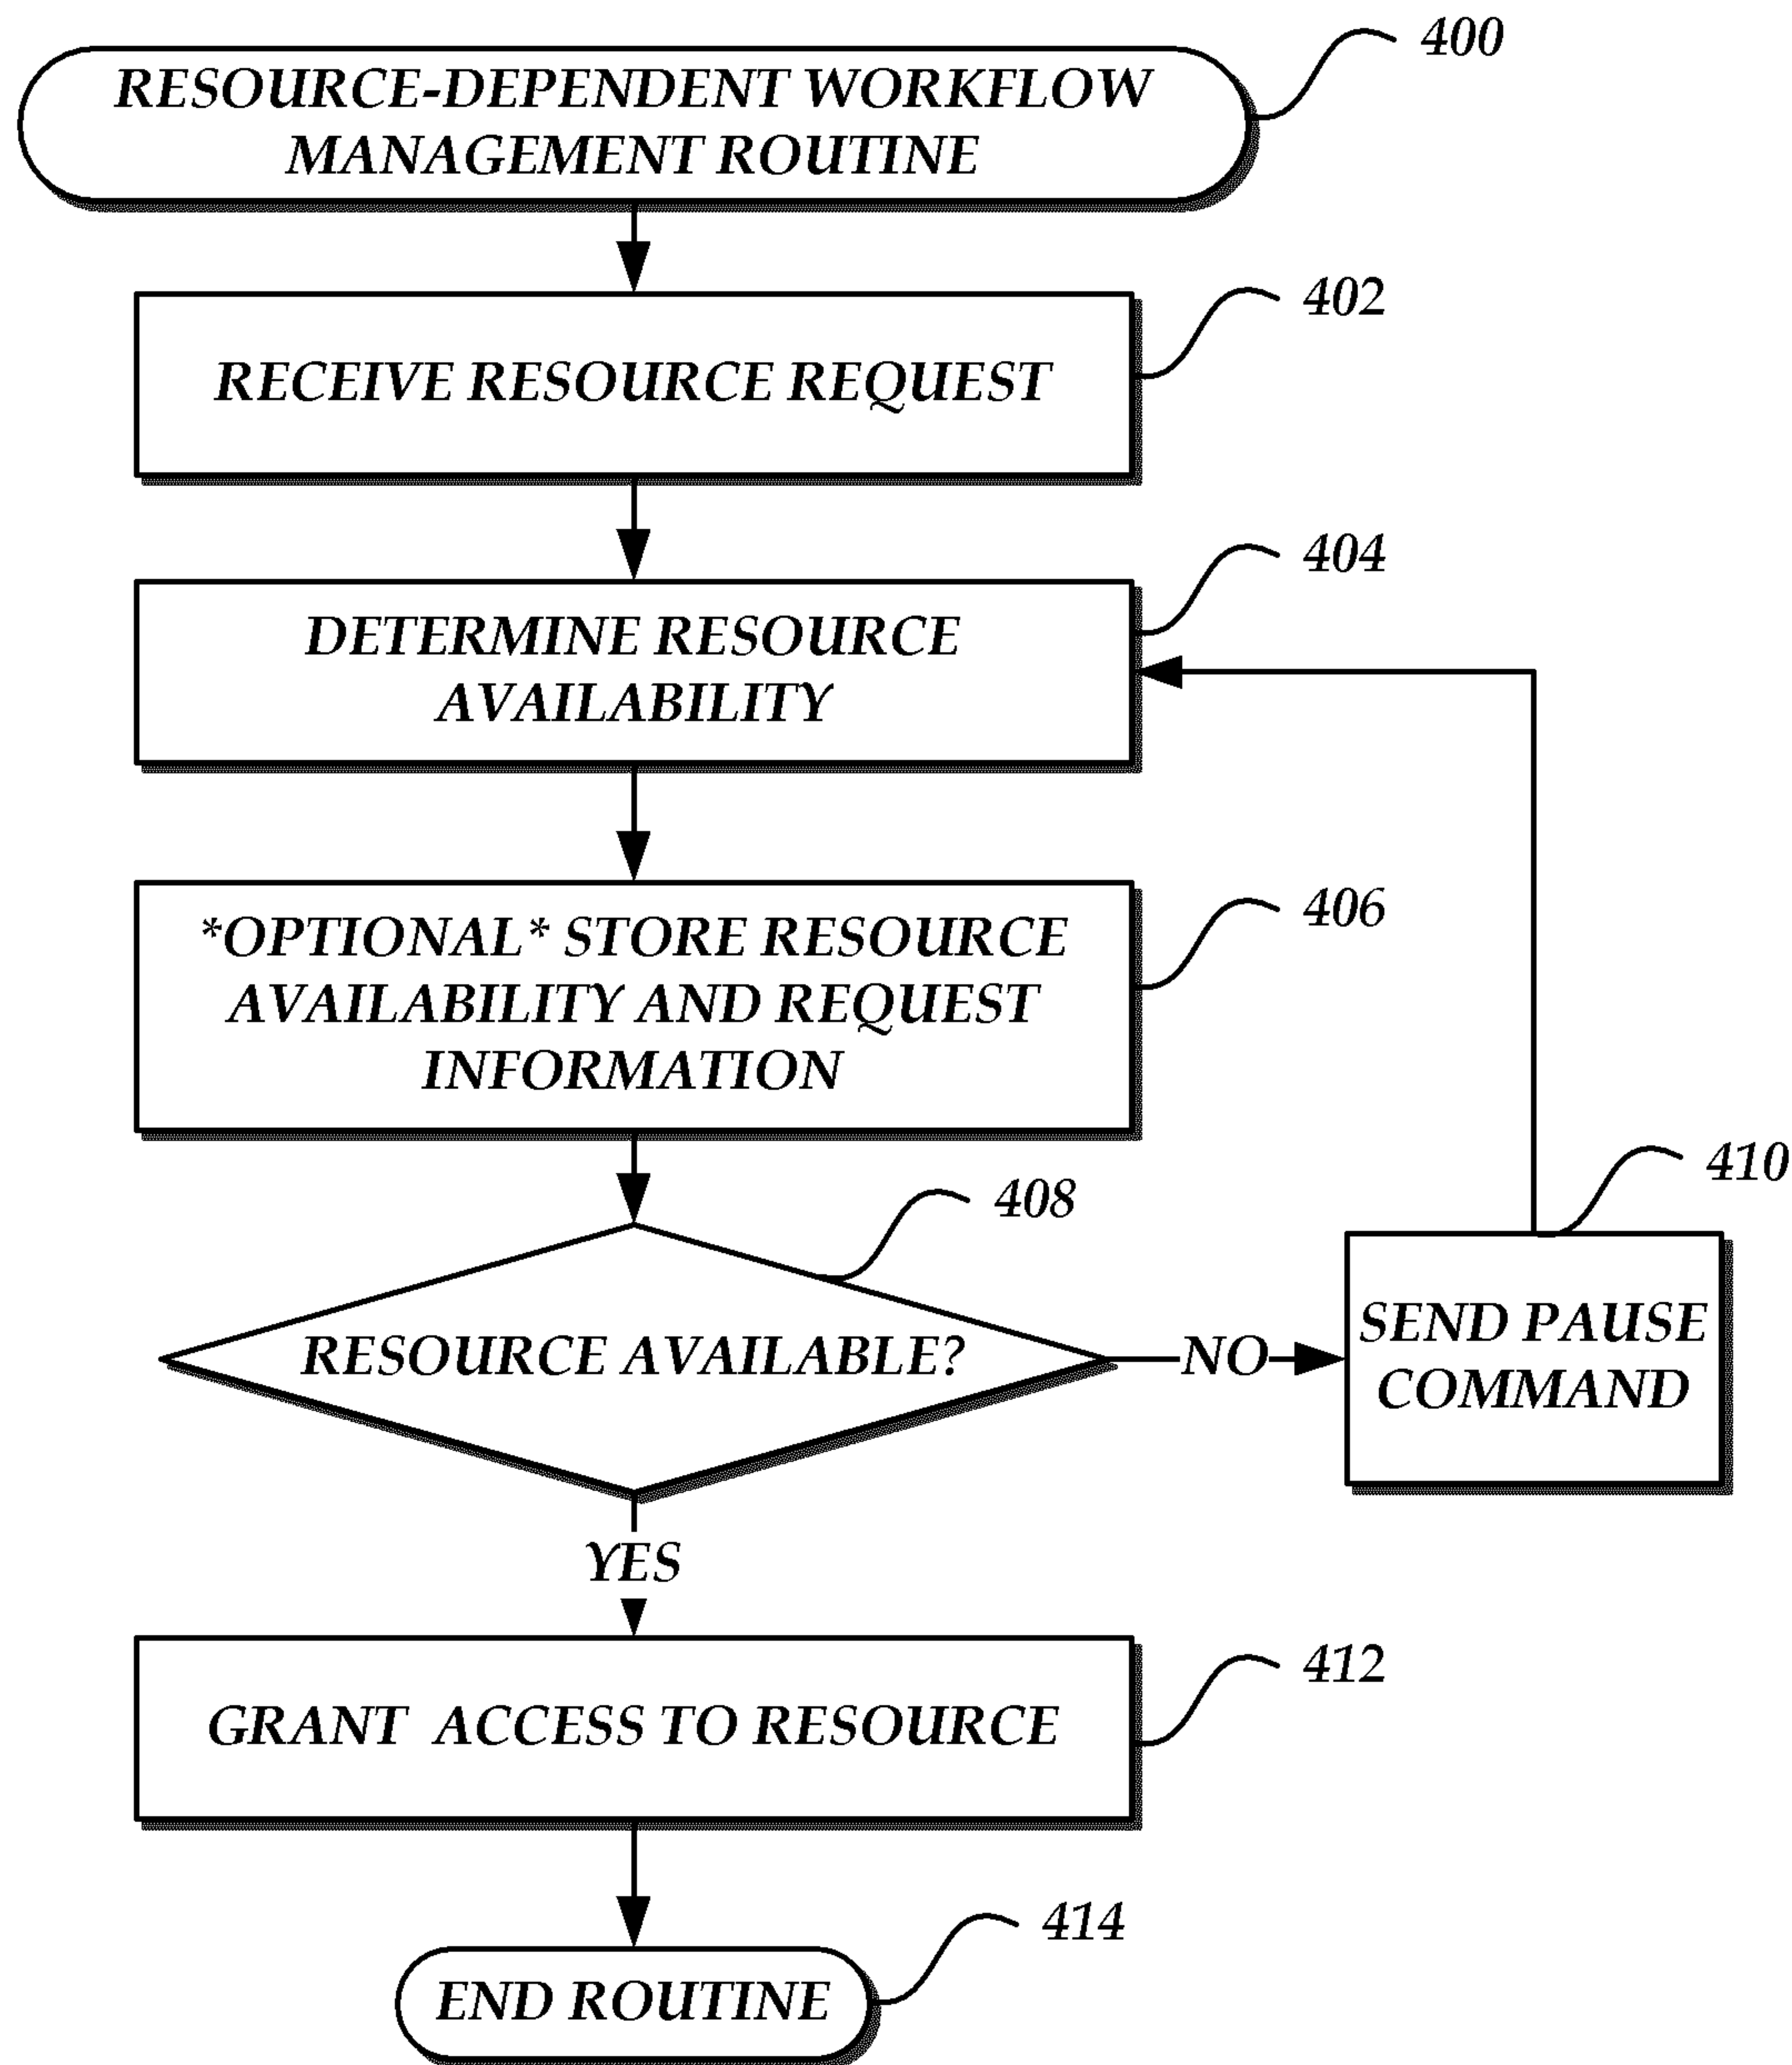 400
RESOURCE-DEPENDENT WORKFLOW
MANAGEMENT ROUTINE
402
RECEIVE RESOURCE REQUEST
404
DETERMINE RESOURCE
AVAILABILITY
406
*OPTIONAL* STORE RESOURCE
AVAILABILITY AND REQUEST
INFORMATION
408
RESOURCE AVAILABLE?
NO
410
SEND PAUSE
COMMAND
YES
412
GRANT ACCESS TO RESOURCE
414
END ROUTINE